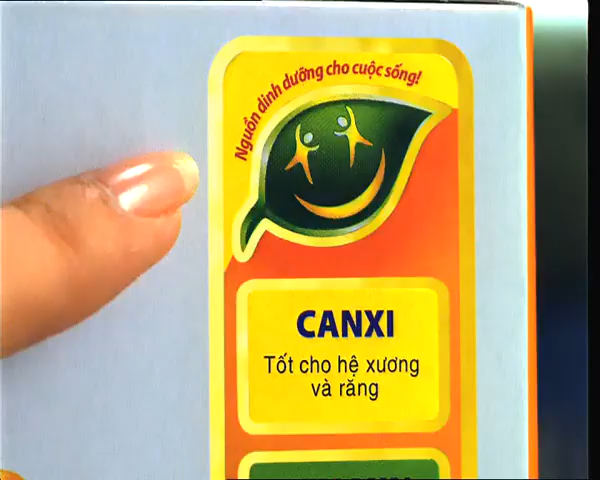 Nguồn dinh dưỡng cho cuộc sống!
CANXI
Tốt cho hệ xương
và răng